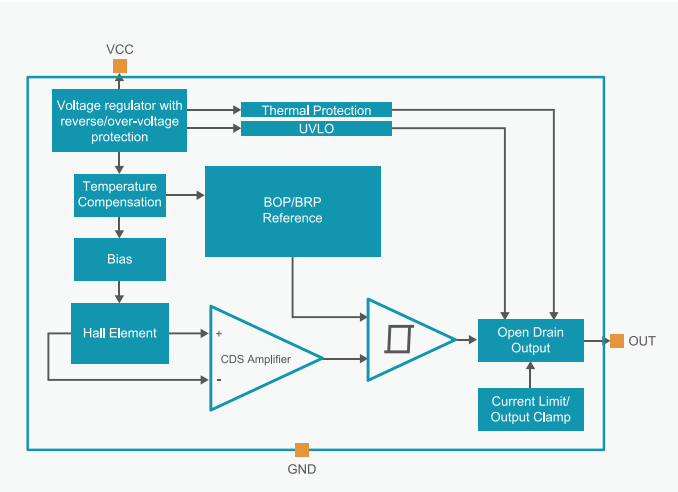 VCC
Voltage regulator with
reverse/over-voltage
protection
Thermal Protection
UVLO
Temperature
Compensation
BOP/BRP
Reference
Bias
Hall Element
+
CDS Amplifier
-
Open Drain
Output
OUT
Current Limit/
Output Clamp
GND